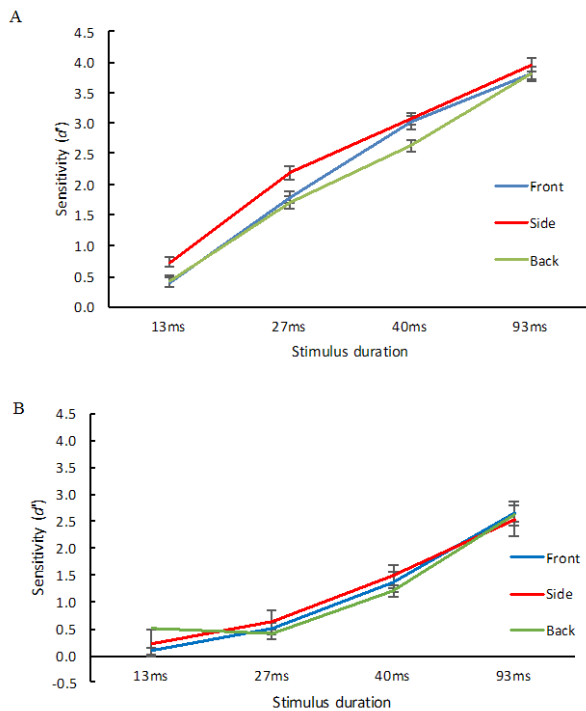 A
4.5
4.0
3.5
3.0
2.5
2.0
1.5
1.0
0.5
0.0
Sensitivity (d')
Front
Side
Back
13ms 27ms 40ms 93ms
Stimulus duration
B
4.5
4.0
3.5
3.0
2.5
2.0
1.5
1.0
0.5
0.0
-0.5
Sensitivity (d')
Front
Side
Back
13ms 27ms 40ms 93ms
Stimulus duration